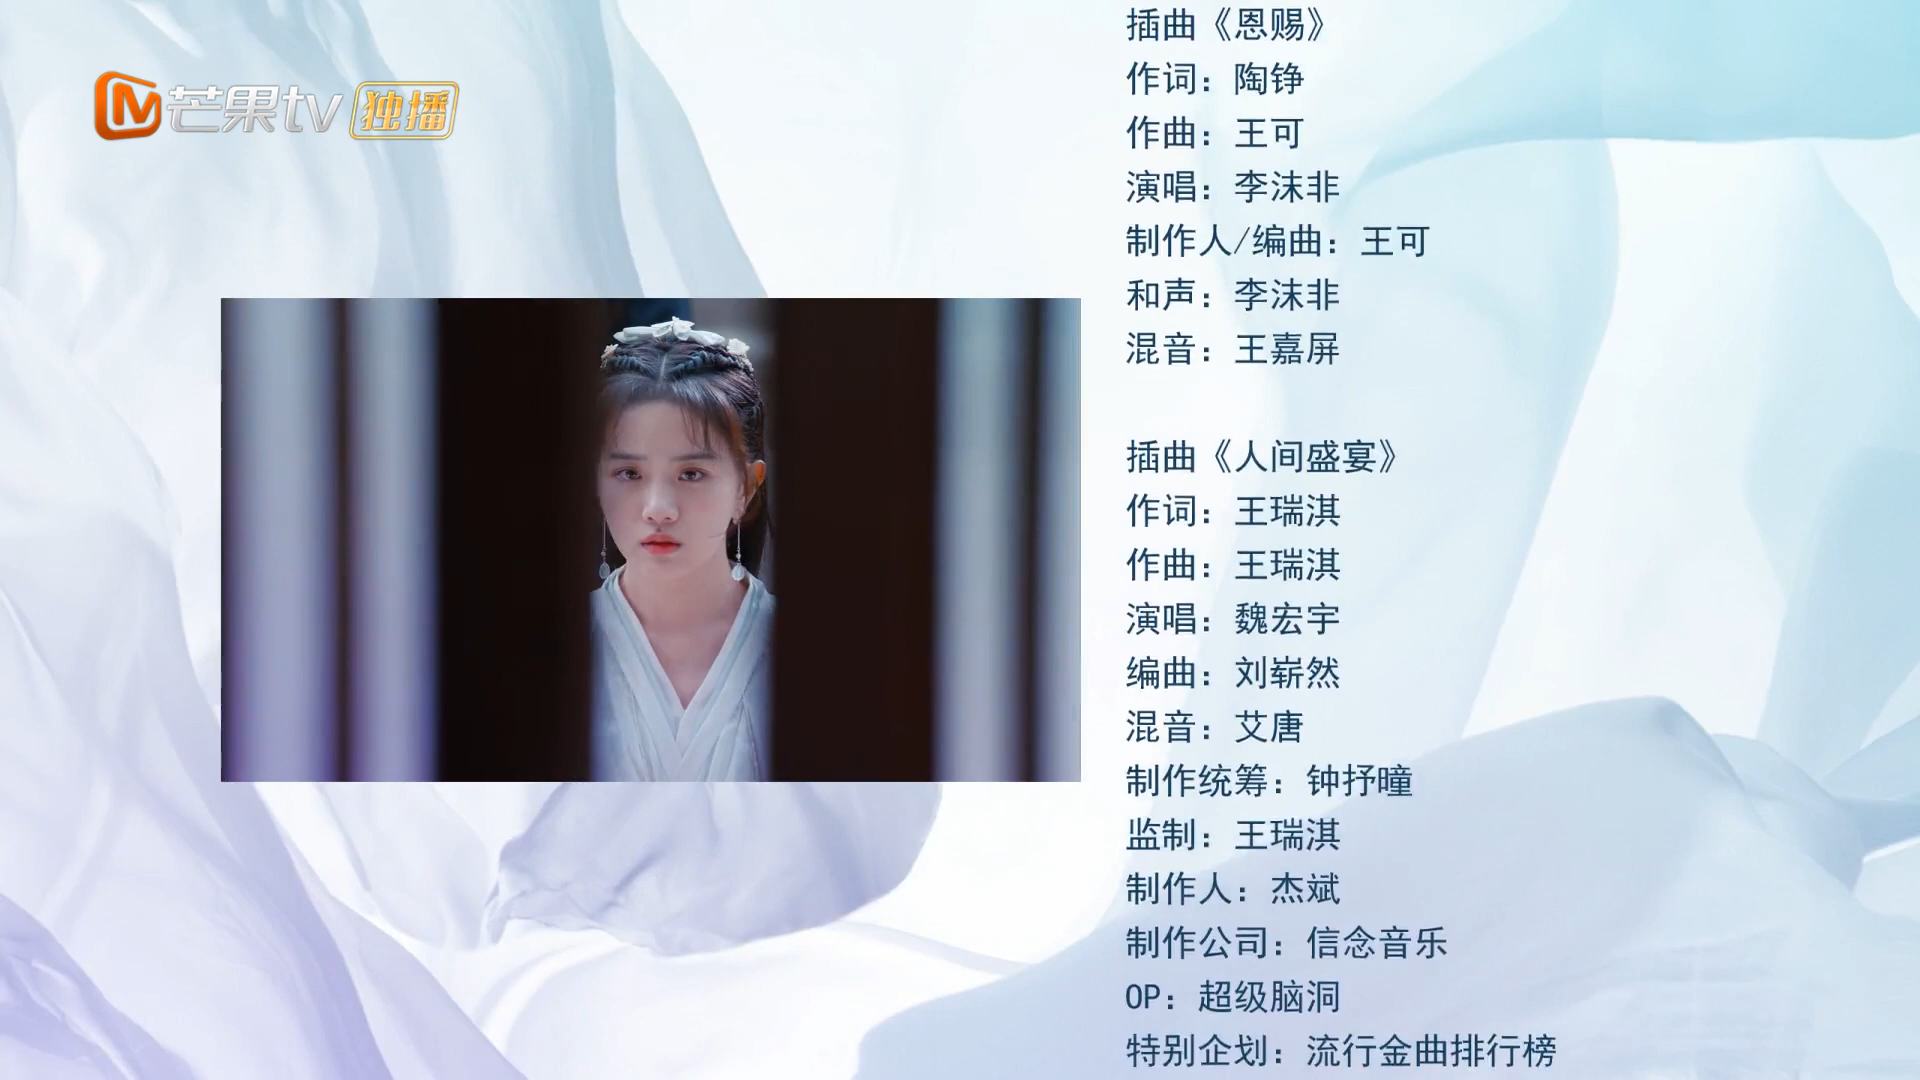 芒果tv 独播
插曲《恩赐》
作词：陶铮
作曲：王可
演唱：李沫非
制作人/编曲：王可
和声：李沫非
混音：王嘉屏
插曲《人间盛宴》
作词：王瑞淇
作曲：王瑞淇
演唱：魏宏宇
编曲：刘崭然
混音：艾唐
制作统筹：钟抒曈
监制：王瑞淇
制作人：杰斌
制作公司：信念音乐
OP：超级脑洞
特别企划：流行金曲排行榜